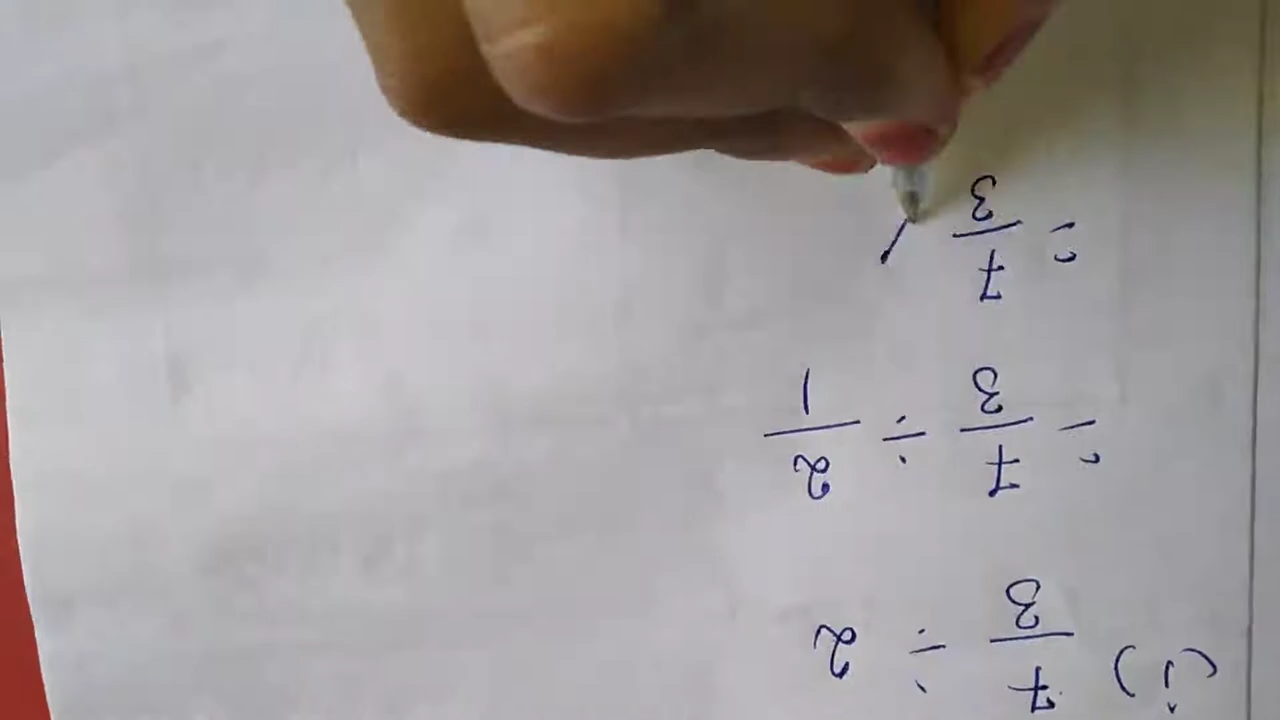 (i) 7/3 ÷ 2
= 7/3 ÷ 2/1
= 7/3